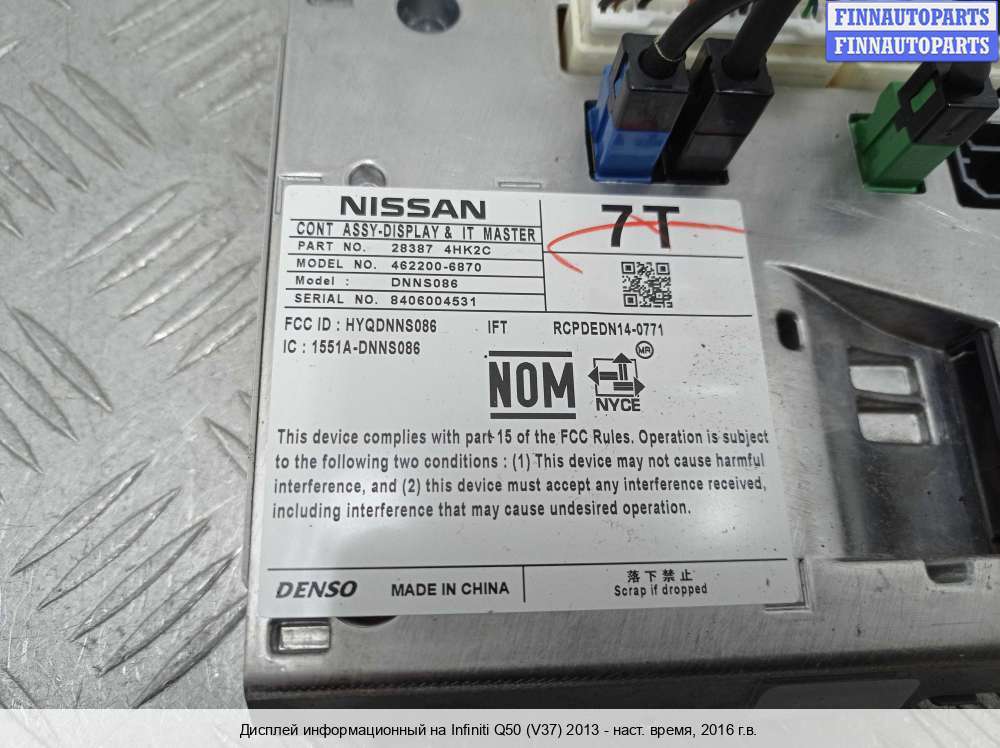 FINNAUTOPARTS
FINNAUTOPARTS
NISSAN
CONT ASSY-DISPLAY & IT MASTER
PART NO. 28387 4HK2C
MODEL NO. 462200-6870
Model : DNNS086
SERIAL NO. 8406004531
7T
FCC ID : HYQDNNS086 IFT RCPDEDN14-0771
IC : 1551A-DNNS086
NOM
MR
NYCE
This device complies with part 15 of the FCC Rules. Operation is subject
to the following two conditions : (1) This device may not cause harmful
interference, and (2) this device must accept any interference received,
including interference that may cause undesired operation.
DENSO MADE IN CHINA
落下禁止
Scrap if dropped
Дисплей информационный на Infiniti Q50 (V37) 2013 - наст. время, 2016 г.в.